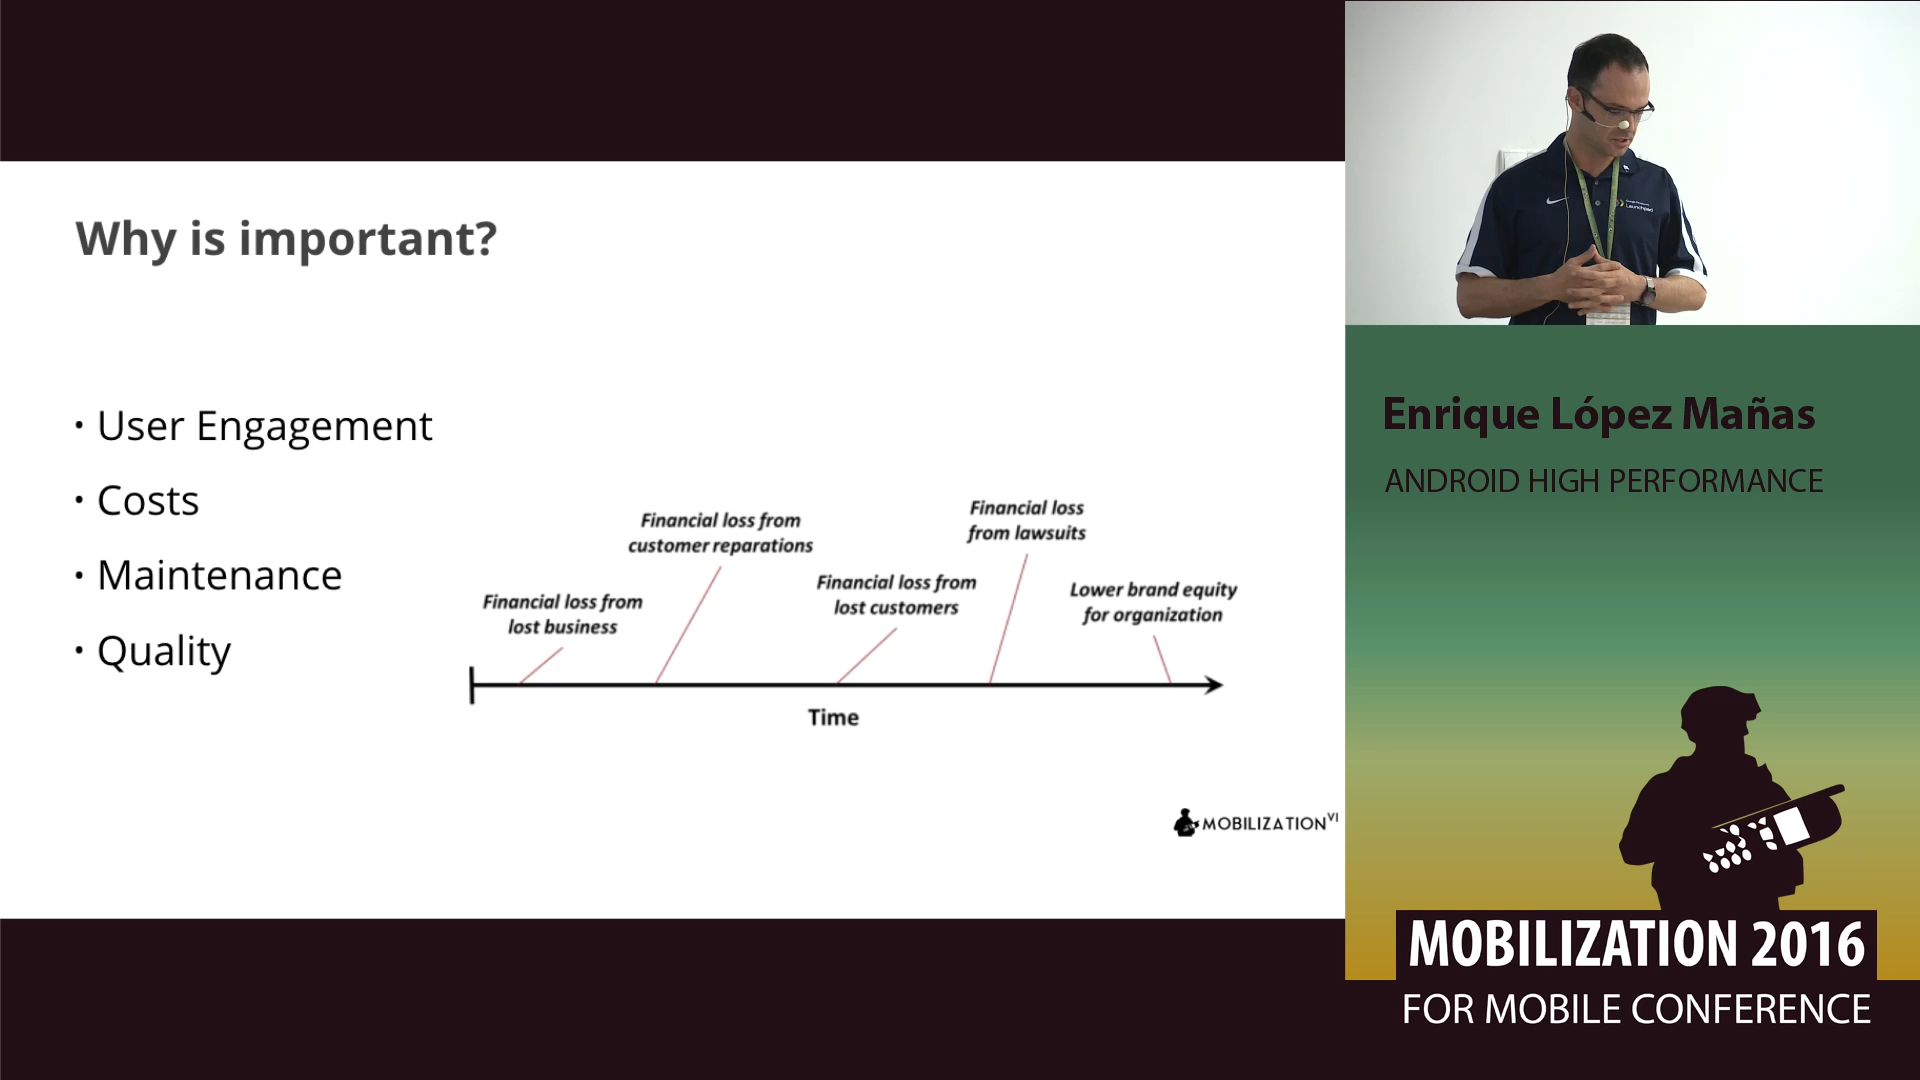 Why is important?
• User Engagement
• Costs
• Maintenance
• Quality
Financial loss from
lost business
Financial loss from
customer reparations
Financial loss from
lost customers
Financial loss
from lawsuits
Lower brand equity
for organization
Time
MOBILIZATION VI
Launchpad
Enrique López Mañas
ANDROID HIGH PERFORMANCE
MOBILIZATION 2016
FOR MOBILE CONFERENCE